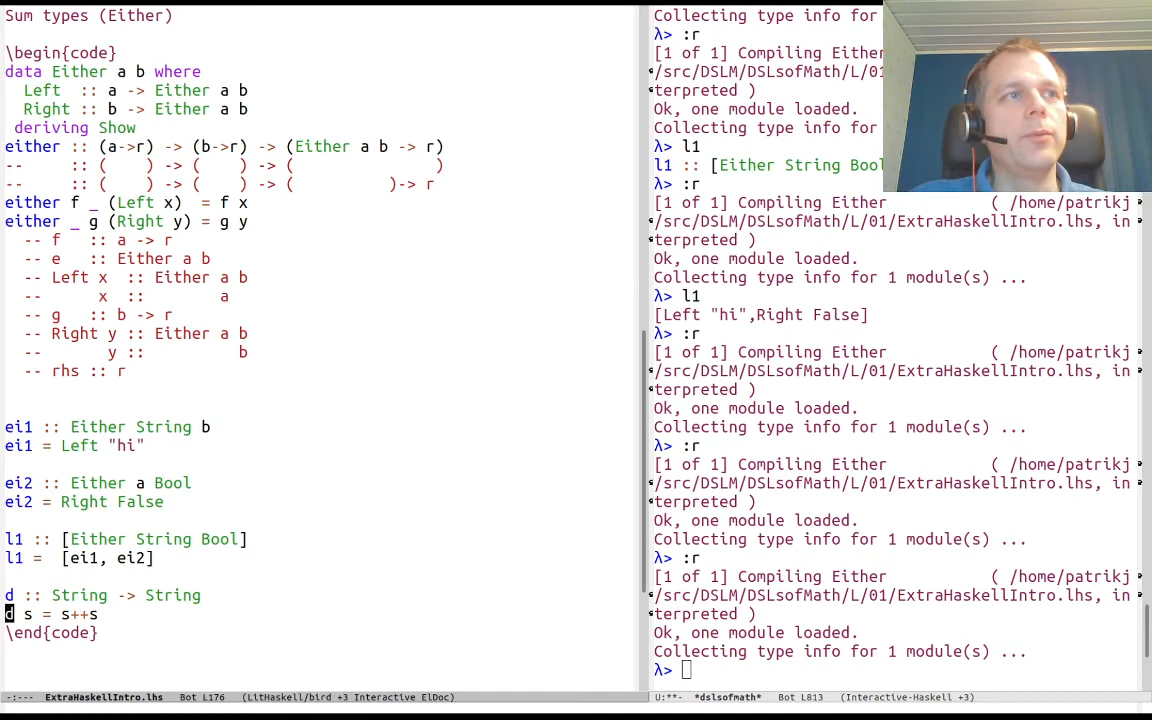 Sum types (Either)
\begin{code}
data Either a b where
  Left  :: a -> Either a b
  Right :: b -> Either a b
 deriving Show
either :: (a->r) -> (b->r) -> (Either a b -> r)
--     :: (    ) -> (    ) -> (               )
--     :: (    ) -> (    ) -> (          )-> r
either f _ (Left x)  = f x
either _ g (Right y) = g y
  -- f   :: a -> r
  -- e   :: Either a b
  -- Left x  :: Either a b
  --      x  ::        a
  -- g   :: b -> r
  -- Right y :: Either a b
  --       y ::          b
  -- rhs :: r
ei1 :: Either String b
ei1 = Left "hi"
ei2 :: Either a Bool
ei2 = Right False
l1 :: [Either String Bool]
l1 =  [ei1, ei2]
d :: String -> String
d s = s++s
\end{code}
-:---  ExtraHaskellIntro.lhs   Bot L176   (LitHaskell/bird +3 Interactive ElDoc)
Collecting type info for
λ> :r
[1 of 1] Compiling Either
/src/DSLM/DSLsofMath/L/01
terpreted )
Ok, one module loaded.
Collecting type info for
λ> l1
l1 :: [Either String Bool
λ> :r
[1 of 1] Compiling Either         ( /home/patrikj
/src/DSLM/DSLsofMath/L/01/ExtraHaskellIntro.lhs, in
terpreted )
Ok, one module loaded.
Collecting type info for 1 module(s) ...
λ> l1
[Left "hi",Right False]
λ> :r
[1 of 1] Compiling Either         ( /home/patrikj
/src/DSLM/DSLsofMath/L/01/ExtraHaskellIntro.lhs, in
terpreted )
Ok, one module loaded.
Collecting type info for 1 module(s) ...
λ> :r
[1 of 1] Compiling Either         ( /home/patrikj
/src/DSLM/DSLsofMath/L/01/ExtraHaskellIntro.lhs, in
terpreted )
Ok, one module loaded.
Collecting type info for 1 module(s) ...
λ> :r
[1 of 1] Compiling Either         ( /home/patrikj
/src/DSLM/DSLsofMath/L/01/ExtraHaskellIntro.lhs, in
terpreted )
Ok, one module loaded.
Collecting type info for 1 module(s) ...
λ>
U:**-  *dslsofmath*   Bot L813   (Interactive-Haskell +3)